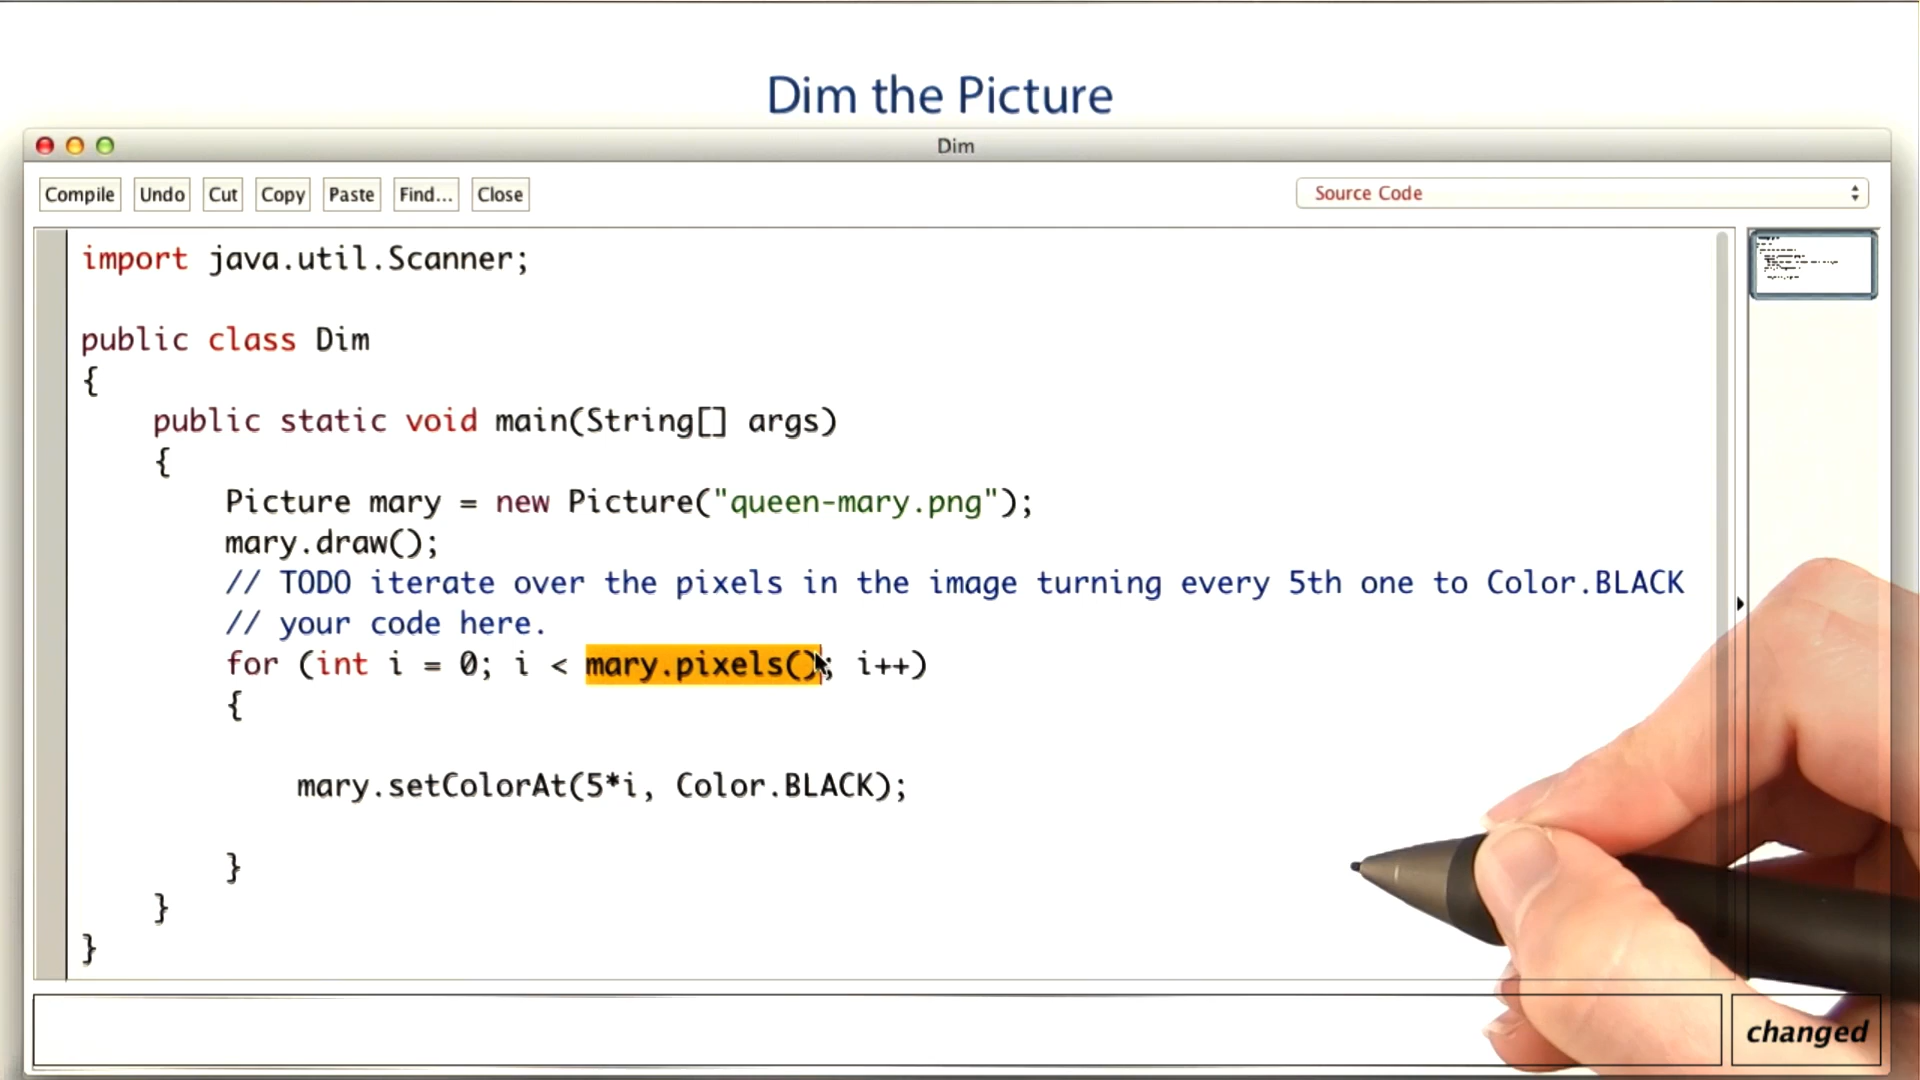 Dim the Picture
Dim
Compile Undo Cut Copy Paste Find... Close Source Code
import java.util.Scanner;
public class Dim
{
public static void main(String[] args)
{
Picture mary = new Picture("queen-mary.png");
mary.draw();
// TODO iterate over the pixels in the image turning every 5th one to Color.BLACK
// your code here.
for (int i = 0; i < mary.pixels(); i++)
{
mary.setColorAt(5*i, Color.BLACK);
}
}
}
changed